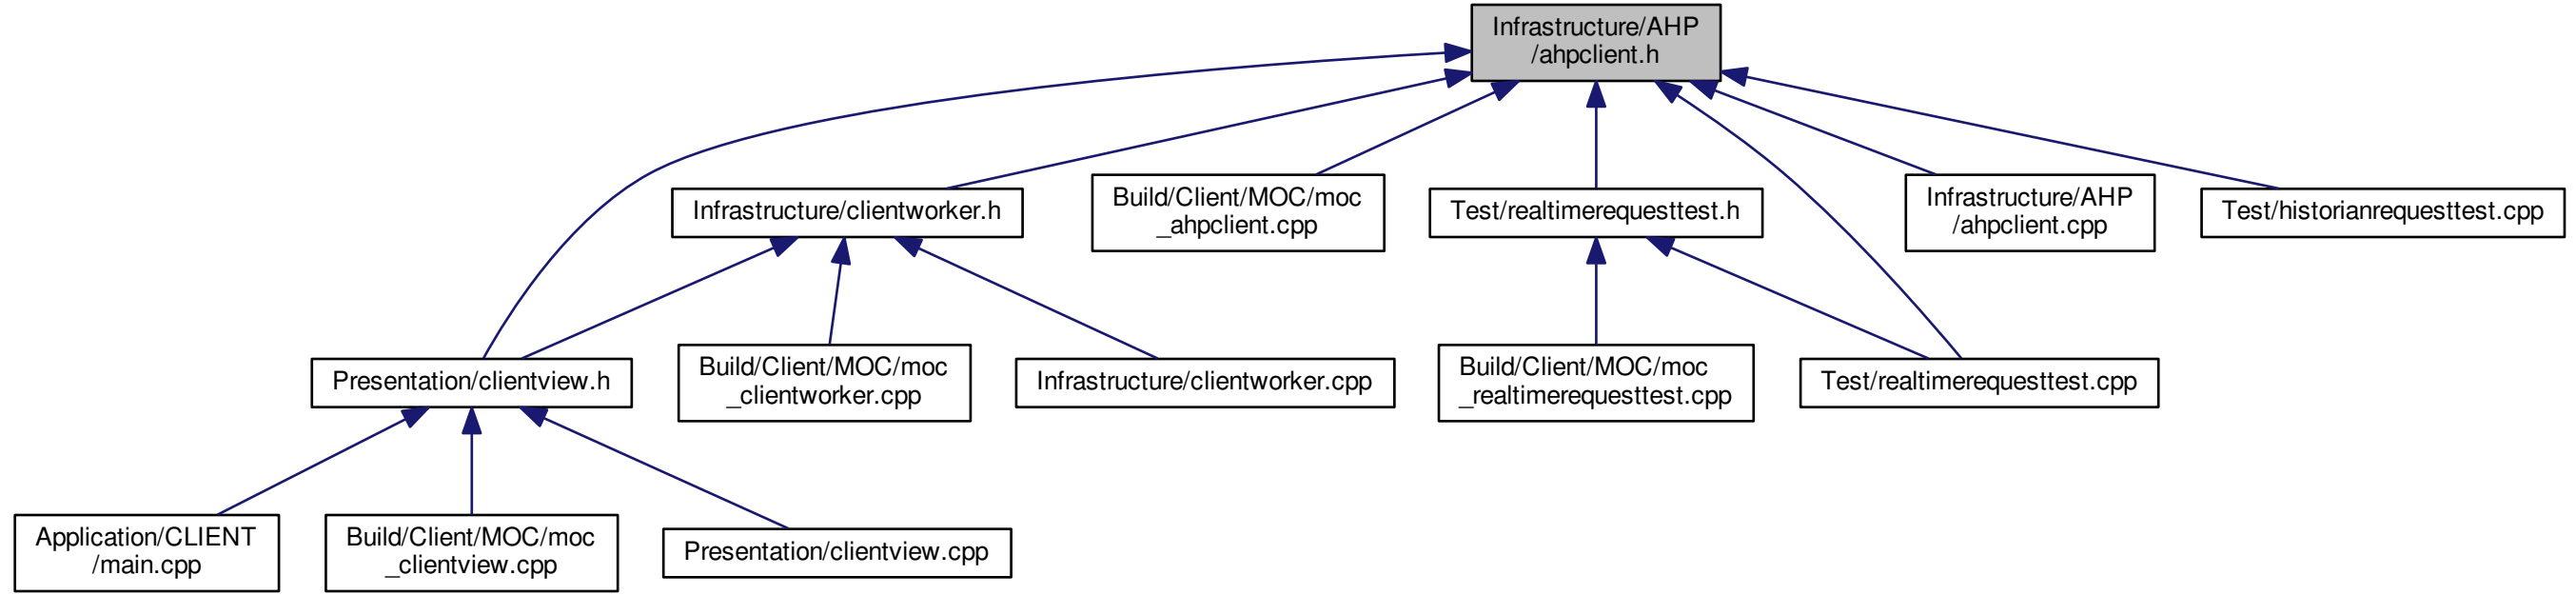 Infrastructure/AHP
/ahpclient.h
Infrastructure/clientworker.h
Build/Client/MOC/moc
_ahpclient.cpp
Test/realtimerequesttest.h
Infrastructure/AHP
/ahpclient.cpp
Test/historianrequesttest.cpp
Presentation/clientview.h
Build/Client/MOC/moc
_clientworker.cpp
Infrastructure/clientworker.cpp
Build/Client/MOC/moc
_realtimerequesttest.cpp
Test/realtimerequesttest.cpp
Application/CLIENT
/main.cpp
Build/Client/MOC/moc
_clientview.cpp
Presentation/clientview.cpp